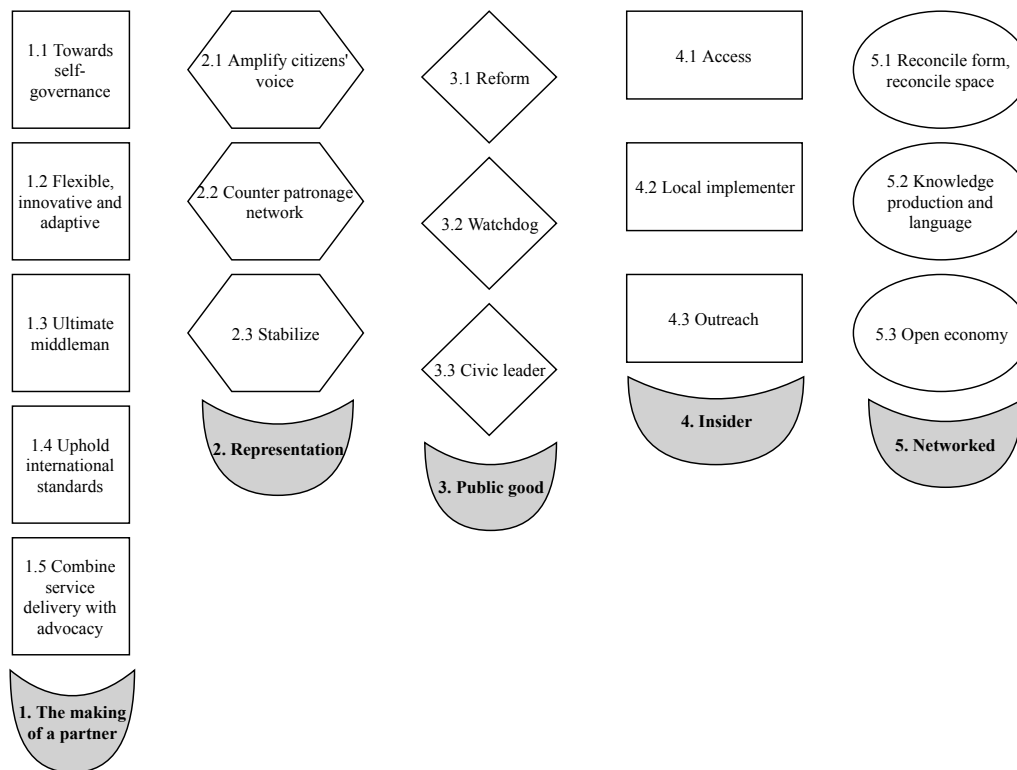 1.1 Towards
self-
governance
1.2 Flexible,
innovative and
adaptive
1.3 Ultimate
middleman
1.4 Uphold
international
standards
1.5 Combine
service
delivery with
advocacy
1. The making
of a partner
2.1 Amplify citizens'
voice
2.2 Counter patronage
network
2.3 Stabilize
2. Representation
3.1 Reform
3.2 Watchdog
3.3 Civic leader
3. Public good
4.1 Access
4.2 Local implementer
4.3 Outreach
4. Insider
5.1 Reconcile form,
reconcile space
5.2 Knowledge
production and
language
5.3 Open economy
5. Networked